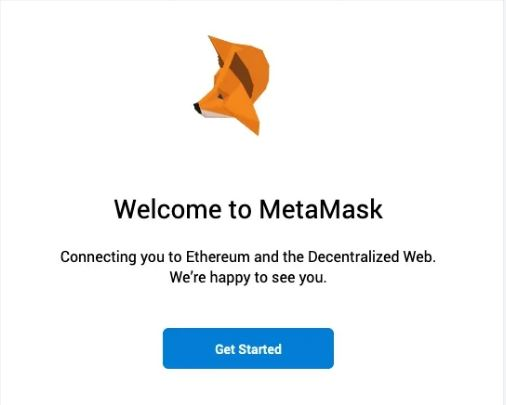 Welcome to MetaMask
Connecting you to Ethereum and the Decentralized Web.
We're happy to see you.
Get Started